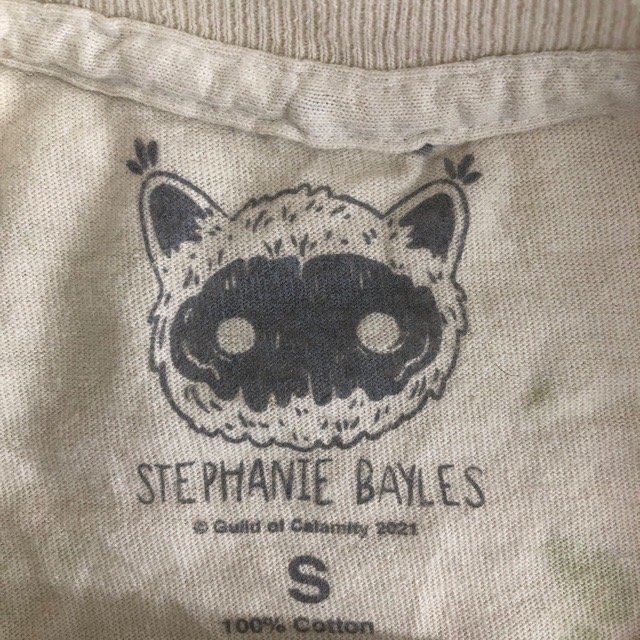 STEPHANIE BAYLES
© Guild of Calamity 2021
S
100% Cotton